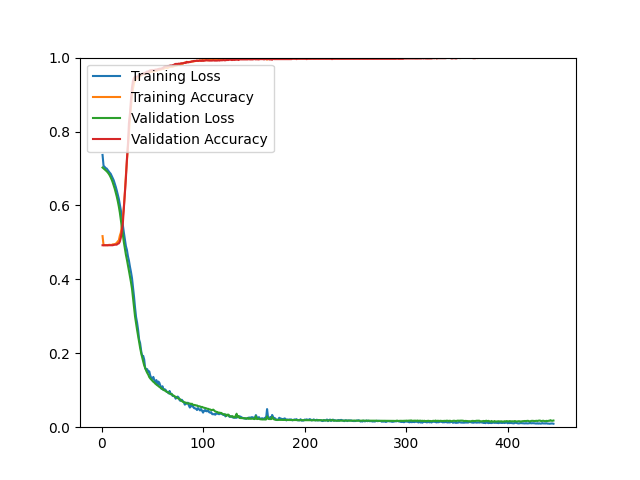 1.0
Training Loss
Training Accuracy
Validation Loss
Validation Accuracy
0.8
0.6
0.4
0.2
0.0
0 100 200 300 400